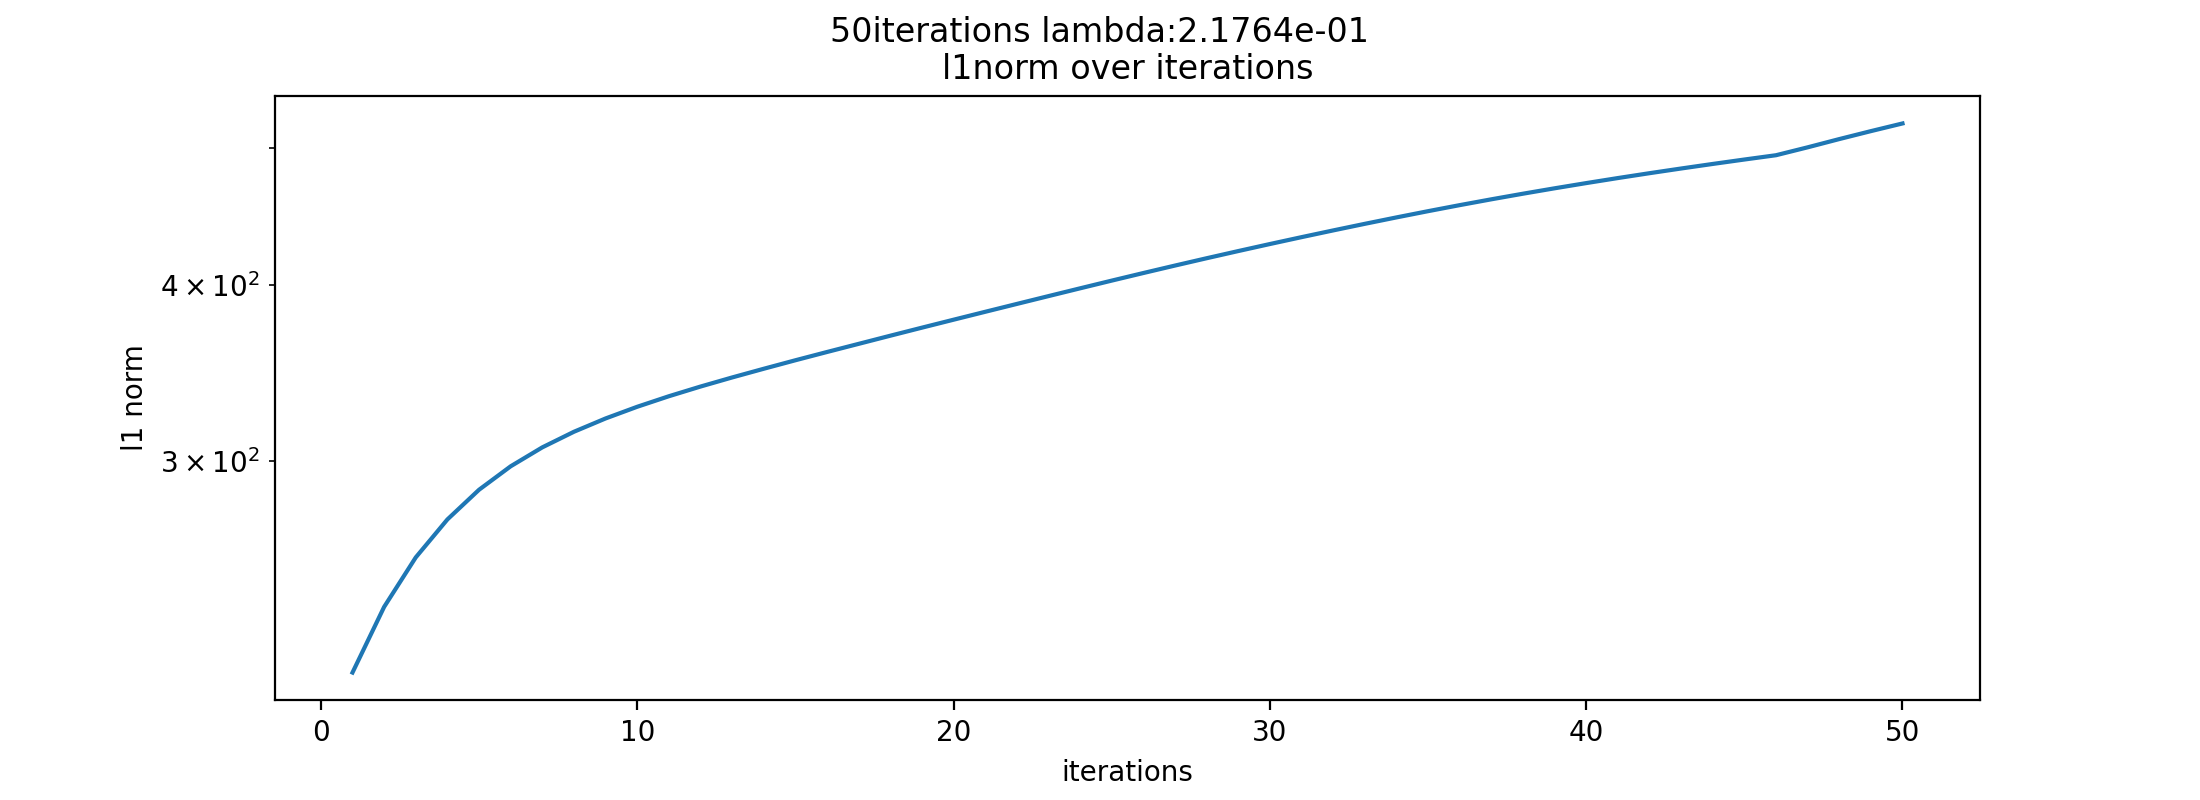 50iterations lambda:2.1764e-01
l1norm over iterations
4 × 10²
3 × 10²
l1 norm
0 10 20 30 40 50
iterations